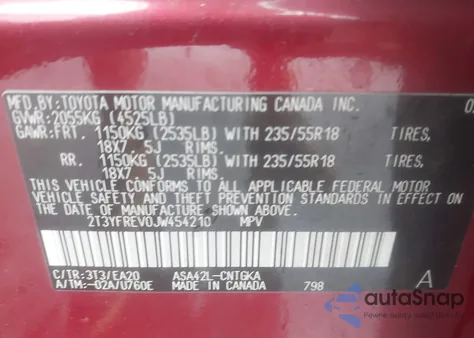 MFD.BY:TOYOTA MOTOR MANUFACTURING CANADA INC. 0
GVWR:2055KG (4525LB)
GAWR:FRT. 1150KG (2535LB) WITH 235/55R18 TIRES,
18X7 .5J RIMS.
RR. 1150KG (2535LB) WITH 235/55R18 TIRES,
18X7 .5J RIMS.
THIS VEHICLE CONFORMS TO ALL APPLICABLE FEDERAL MOTOR
VEHICLE SAFETY AND BUMPER STANDARDS IN EFFECT ON THE
DATE OF MANUFACTURE SHOWN ABOVE.
2T3YFREV0JW454210 MPV
C/TR:3T3/EA20 ASA42L-CNTGKA
A/TM:-02A/U760E MADE IN CANADA 798 A
autoSnap